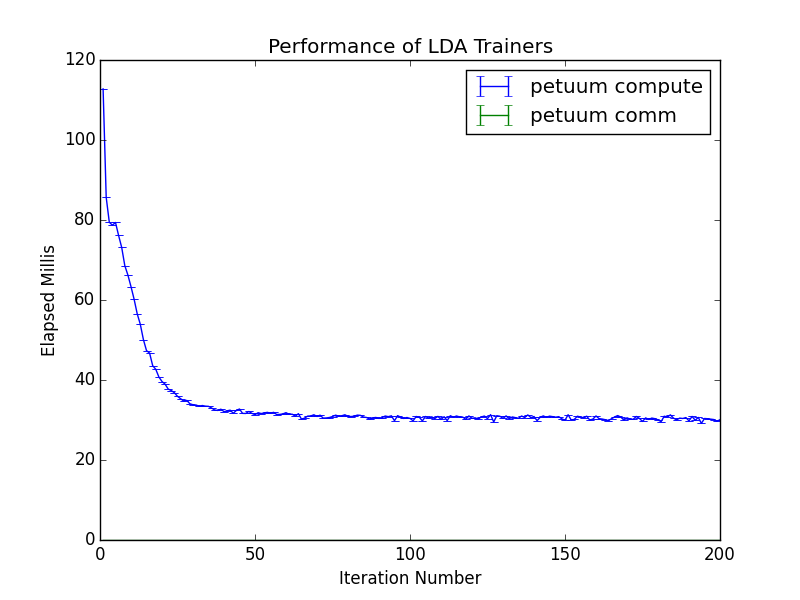 Performance of LDA Trainers
petuum compute
petuum comm
120
100
80
60
40
20
0
Elapsed Millis
0 50 100 150 200
Iteration Number